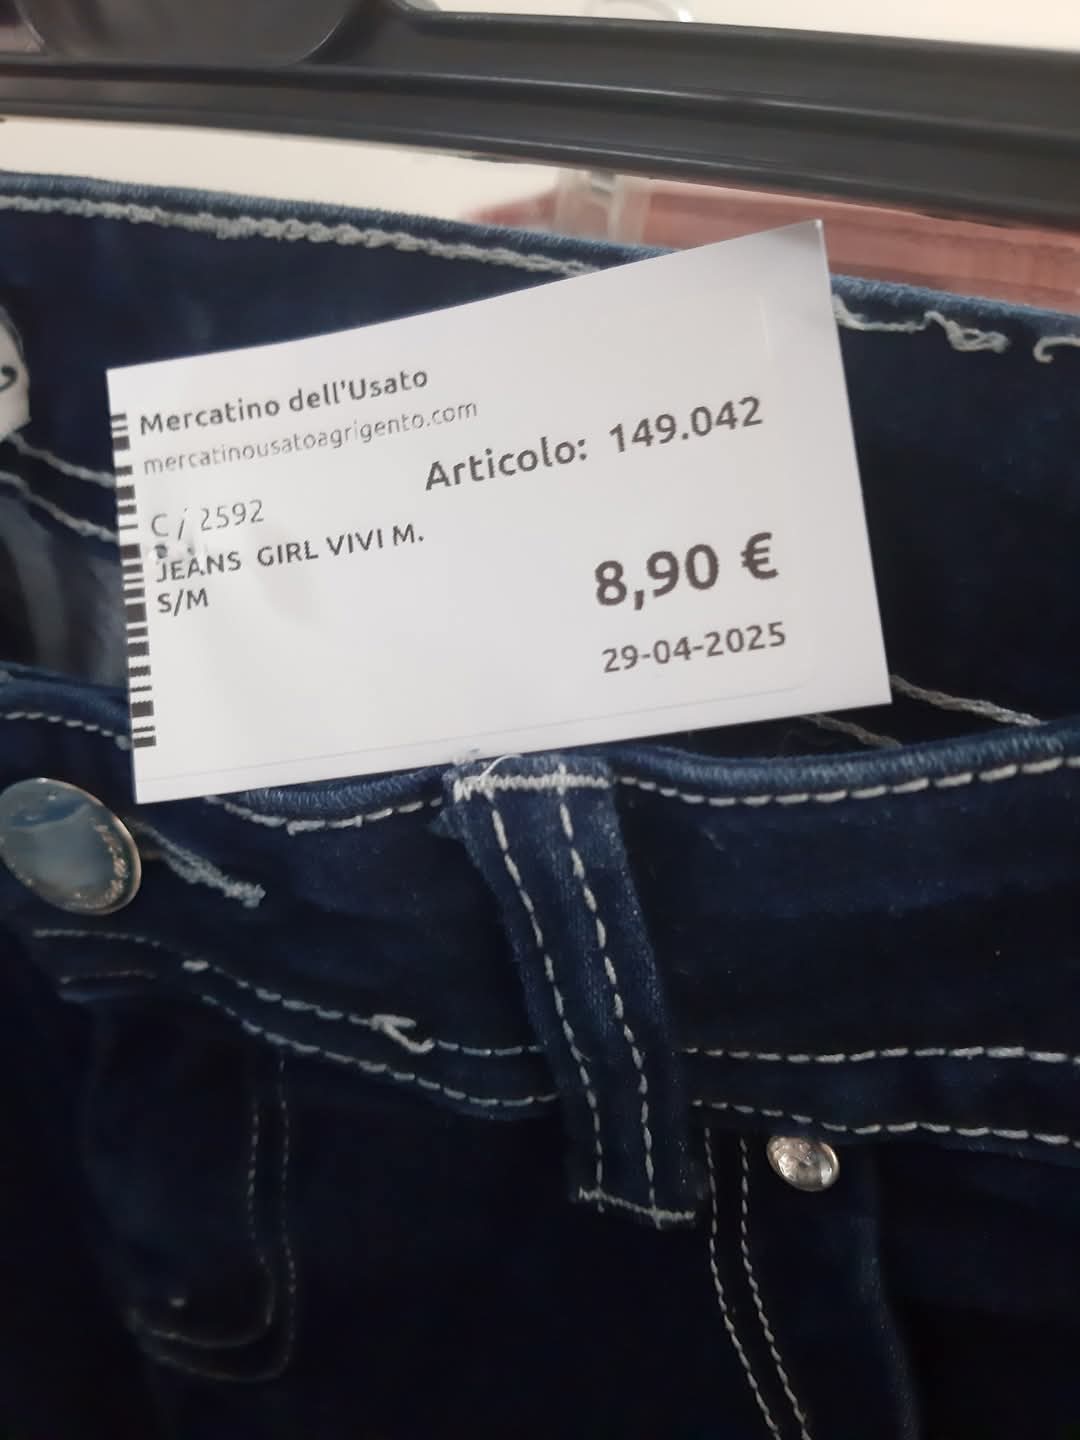 Mercatino dell'Usato
mercatinousatoagrigento.com
Articolo: 149.042
C / 2592
JEANS GIRL VIVI M.
S/M
8,90 €
29-04-2025